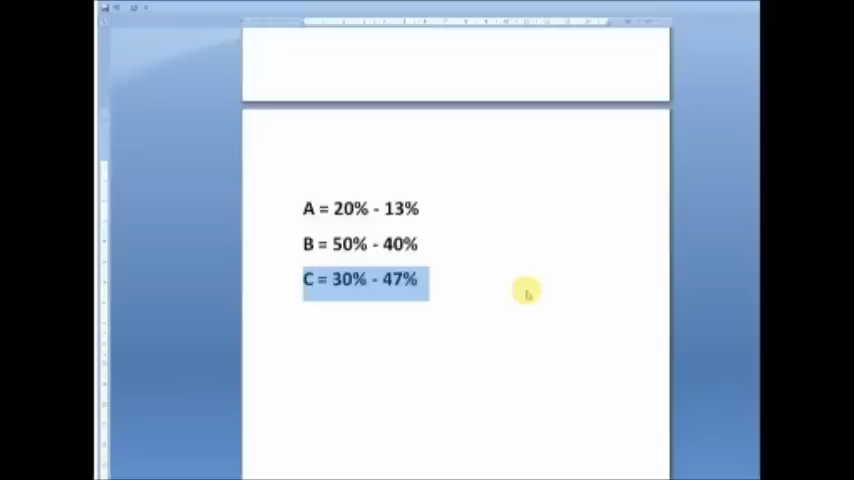 A = 20% - 13%
B = 50% - 40%
C = 30% - 47%